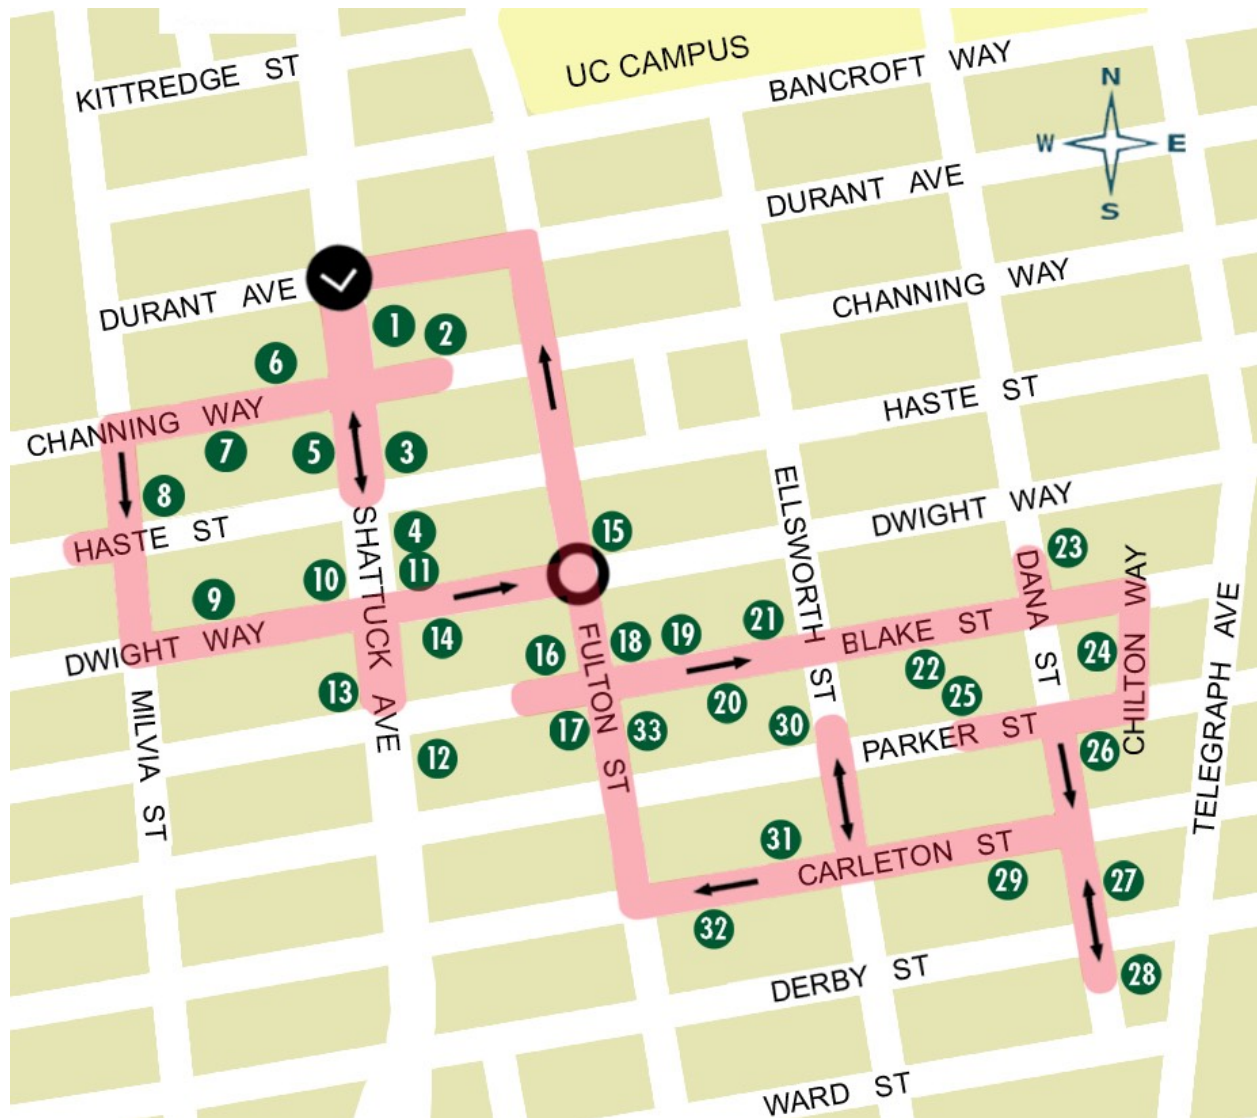 KITTREDGE ST
UC CAMPUS
BANCROFT WAY
N
W
E
S
DURANT AVE
DURANT AVE
CHANNING WAY
1
2
6
CHANNING WAY
7
5
3
HASTE ST
8
HASTE ST
4
SHATTUCK AVE
ELLSWORTH ST
DWIGHT WAY
15
23
10
11
9
DWIGHT WAY
14
16
FULTON ST
18
19
21
BLAKE ST
DANA ST
CHILTON WAY
TELEGRAPH AVE
22
24
25
13
20
17
33
30
PARKER ST
26
12
MILVIA ST
31
CARLETON ST
29
27
32
DERBY ST
28
WARD ST